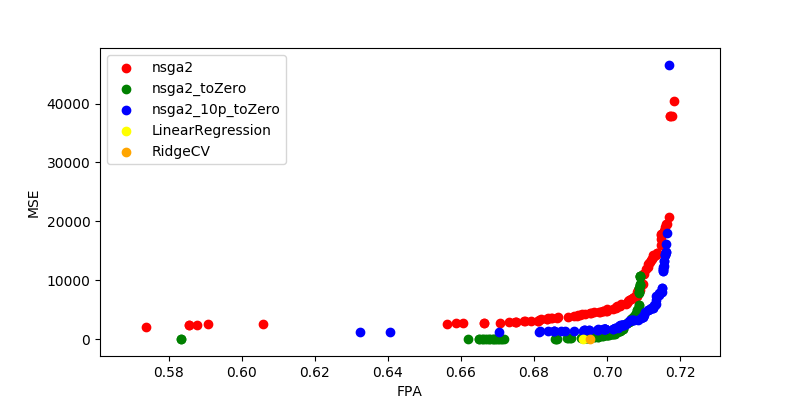 nsga2
nsga2_toZero
nsga2_10p_toZero
LinearRegression
RidgeCV
MSE
40000
30000
20000
10000
0
0.58 0.60 0.62 0.64 0.66 0.68 0.70 0.72
FPA